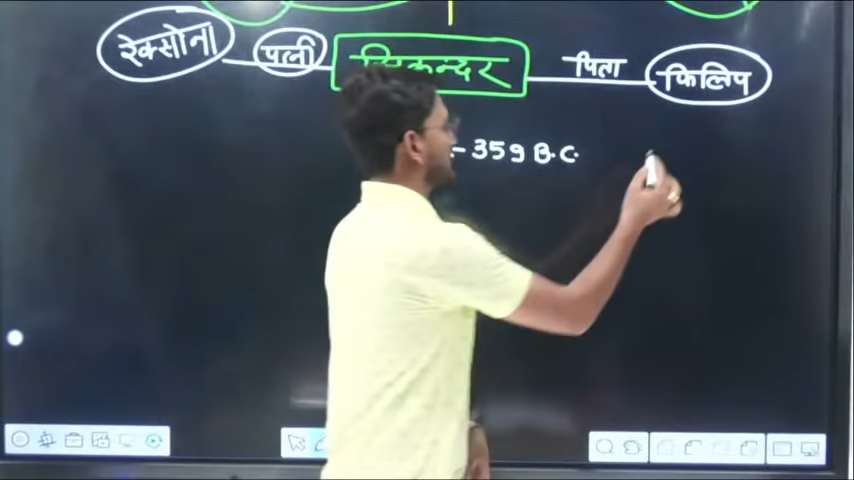 रेक्सोना पत्नी सिकन्दर पिता फिलिप
- 359 B.C.